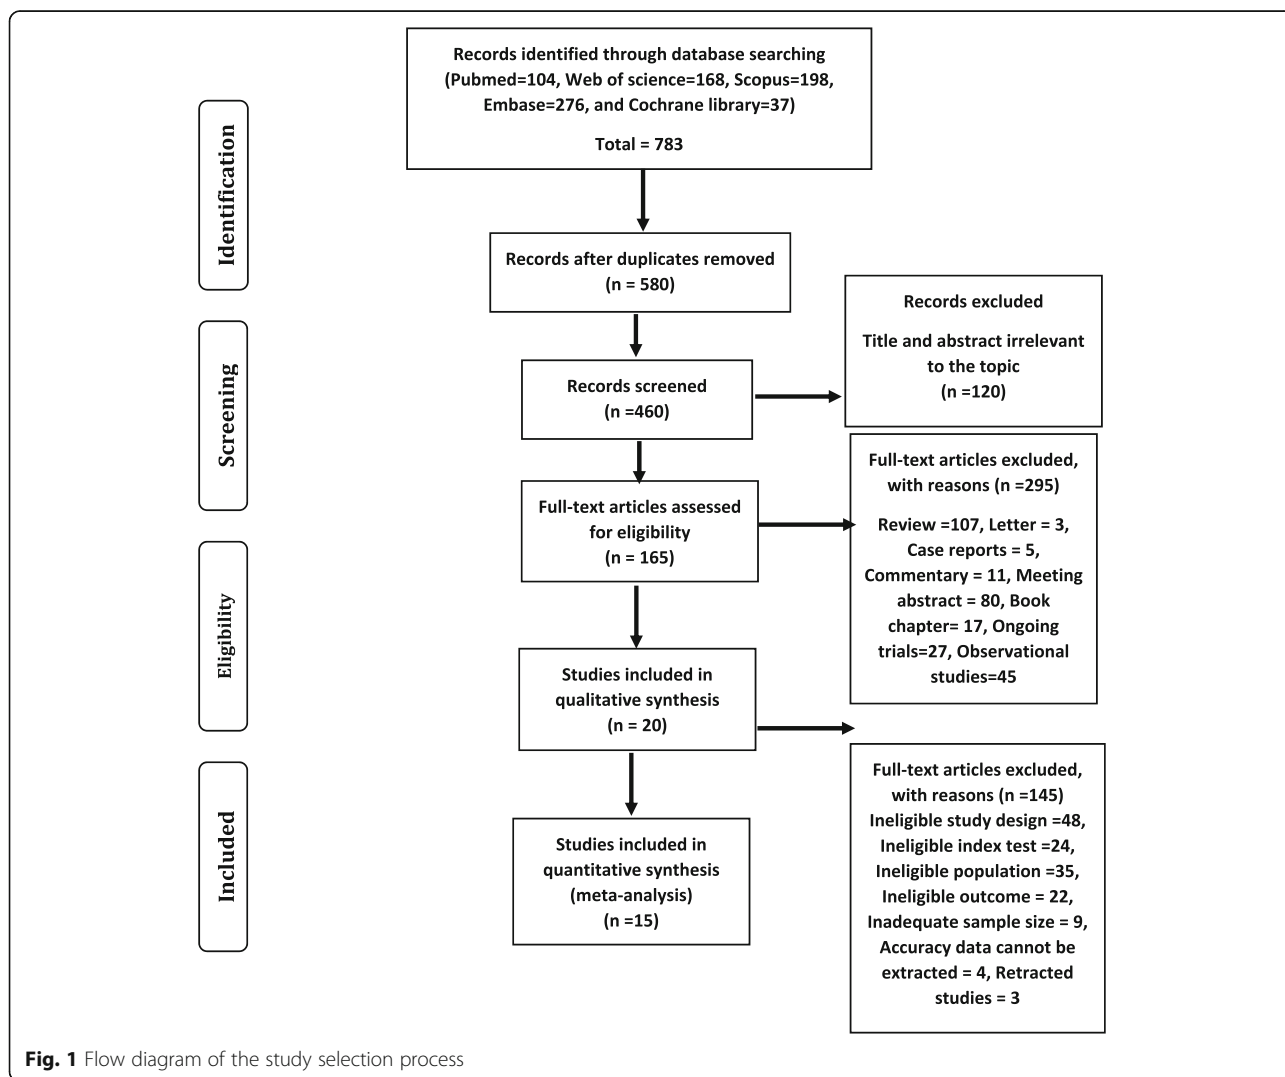 Records identified through database searching
(Pubmed=104, Web of science=168, Scopus=198,
Embase=276, and Cochrane library=37)
Total = 783
Identification
Records after duplicates removed
(n = 580)
Records excluded
Title and abstract irrelevant
to the topic
(n =120)
Screening
Records screened
(n =460)
Full-text articles excluded,
with reasons (n =295)
Review =107, Letter = 3,
Case reports = 5,
Commentary = 11, Meeting
abstract = 80, Book
chapter= 17, Ongoing
trials=27, Observational
studies=45
Full-text articles assessed
for eligibility
(n = 165)
Eligibility
Studies included in
qualitative synthesis
(n = 20)
Full-text articles excluded,
with reasons (n =145)
Ineligible study design =48,
Ineligible index test =24,
Ineligible population =35,
Ineligible outcome = 22,
Inadequate sample size = 9,
Accuracy data cannot be
extracted = 4, Retracted
studies = 3
Included
Studies included in
quantitative synthesis
(meta-analysis)
(n =15)
Fig. 1 Flow diagram of the study selection process